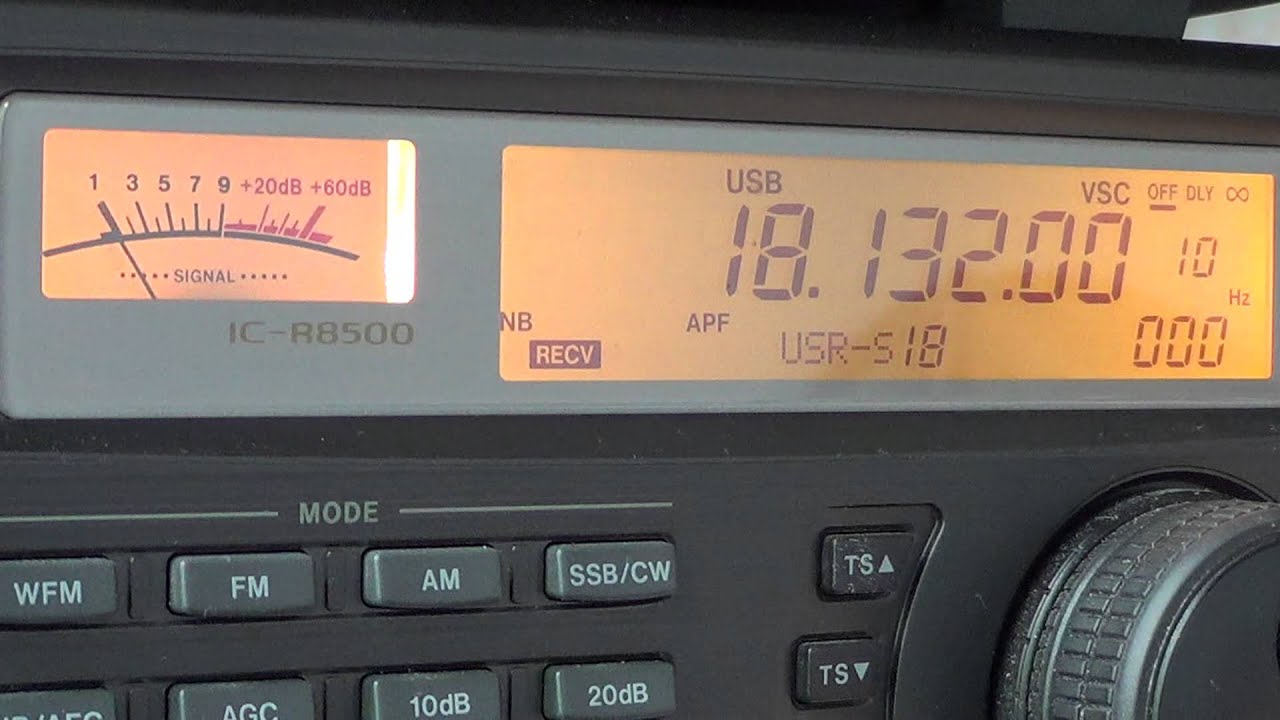 1 3 5 7 9 +20dB +60dB
SIGNAL
IC-R8500
USB VSC OFF DLY ∞
18.132.00 10
Hz
NB APF
RECV USR-S18 000
MODE
WFM FM AM SSB/CW TS▲
TS▼
AGC 10dB 20dB